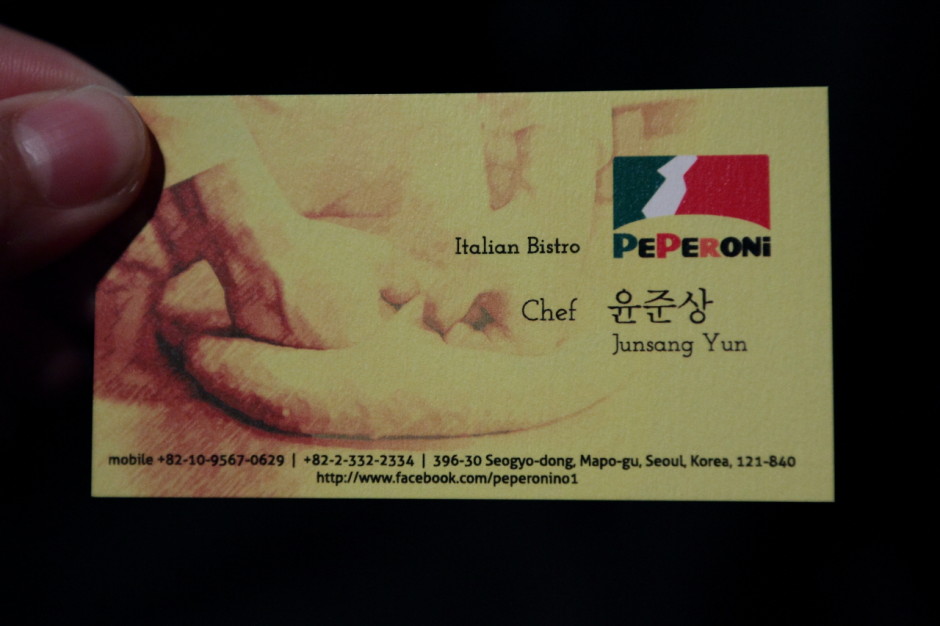 PEPERONi
Italian Bistro
Chef 윤준상
Junsang Yun
mobile +82-10-9567-0629 | +82-2-332-2334 | 396-30 Seogyo-dong, Mapo-gu, Seoul, Korea, 121-840
http://www.facebook.com/peperonino1